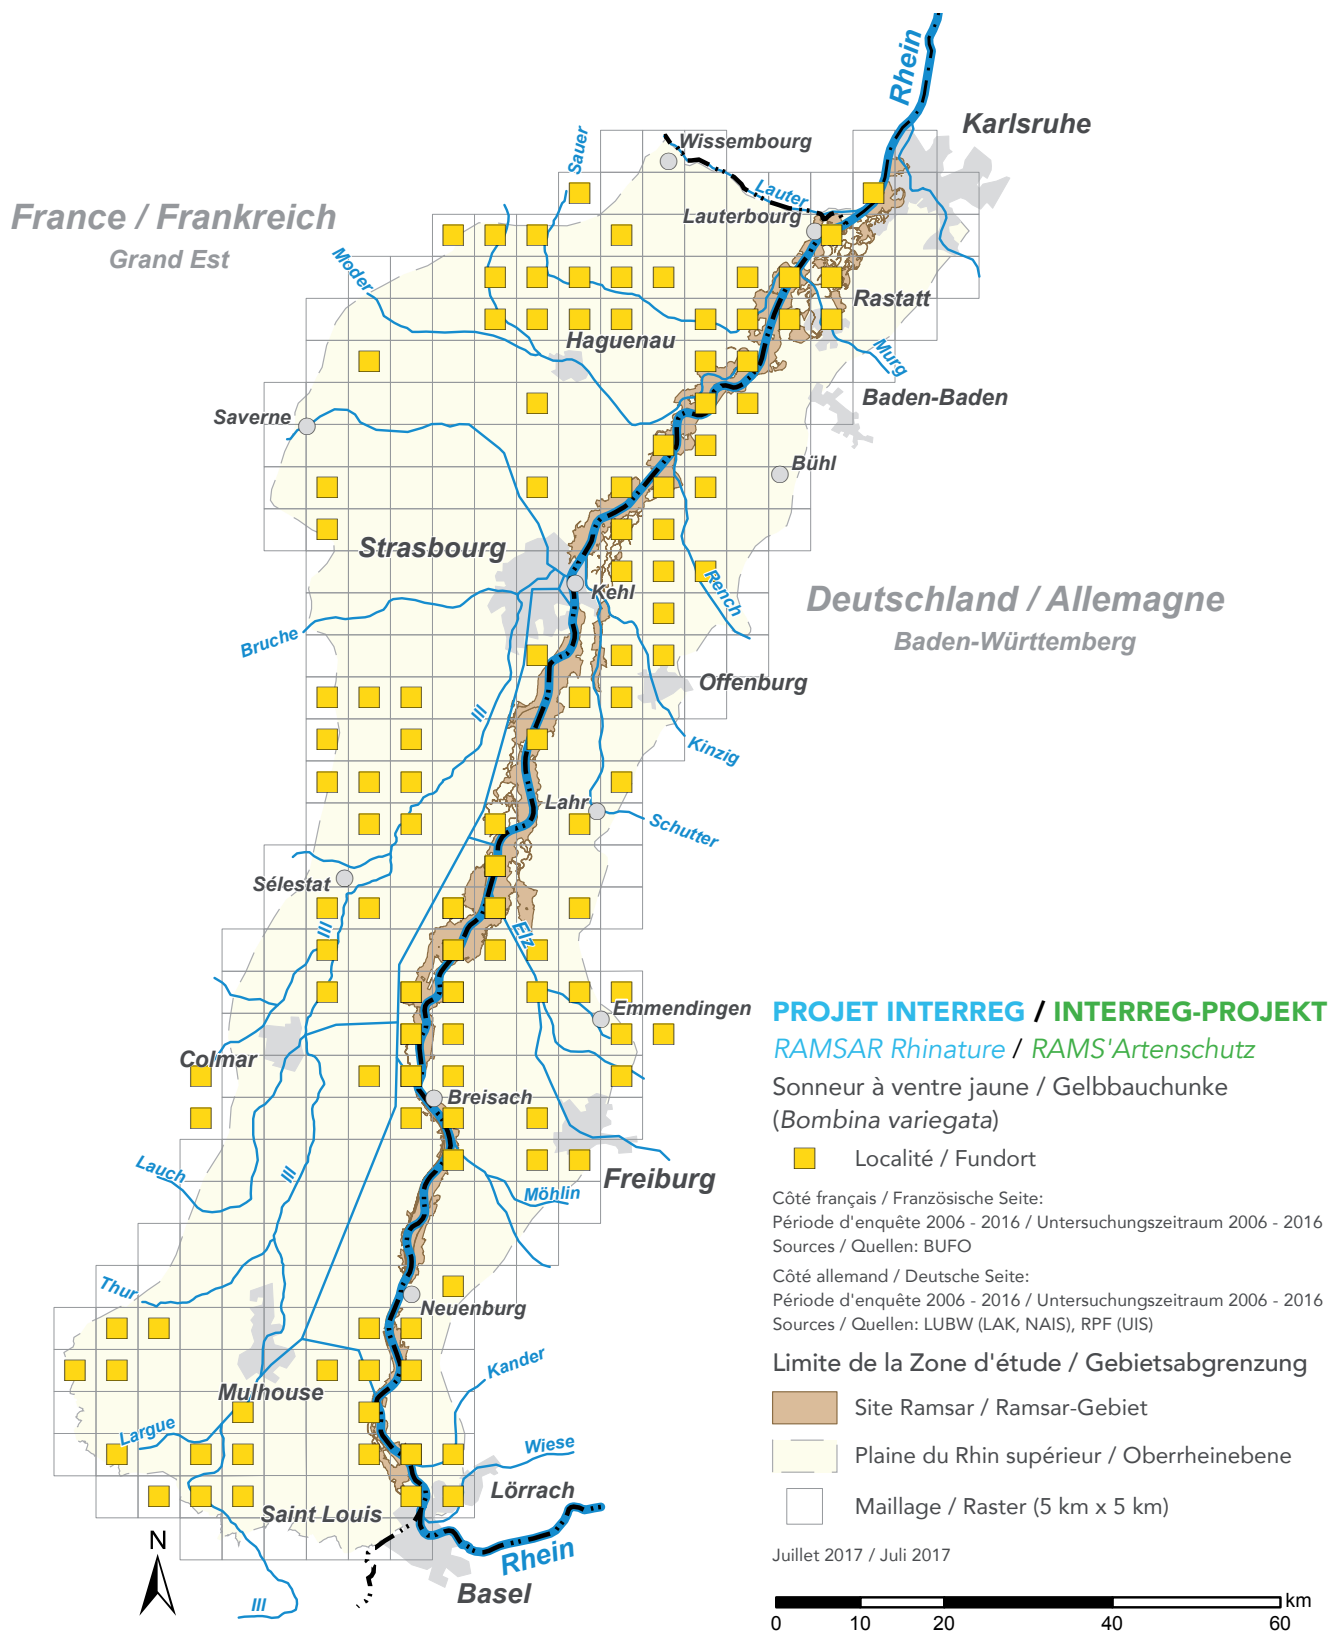 Rhein
Karlsruhe
Wissembourg
Sauer
Lauter
Lauterbourg
France / Frankreich
Grand Est
Moder
Rastatt
Haguenau
Murg
Baden-Baden
Saverne
Bühl
Strasbourg
Kehl
Rench
Deutschland / Allemagne
Baden-Württemberg
Bruche
Offenburg
Ill
Kinzig
Lahr
Schutter
Sélestat
Ill
Elz
Emmendingen
Colmar
Breisach
Lauch
Ill
Freiburg
Möhlin
Thur
Neuenburg
Kander
Mulhouse
Largue
Wiese
Lörrach
Saint Louis
Rhein
Basel
Ill
N
PROJET INTERREG / INTERREG-PROJEKT
RAMSAR Rhinature / RAMS'Artenschutz
Sonneur à ventre jaune / Gelbbauchunke
(Bombina variegata)
Localité / Fundort
Côté français / Französische Seite:
Période d'enquête 2006 - 2016 / Untersuchungszeitraum 2006 - 2016
Sources / Quellen: BUFO
Côté allemand / Deutsche Seite:
Période d'enquête 2006 - 2016 / Untersuchungszeitraum 2006 - 2016
Sources / Quellen: LUBW (LAK, NAIS), RPF (UIS)
Limite de la Zone d'étude / Gebietsabgrenzung
Site Ramsar / Ramsar-Gebiet
Plaine du Rhin supérieur / Oberrheinebene
Maillage / Raster (5 km x 5 km)
Juillet 2017 / Juli 2017
km
0 10 20 40 60